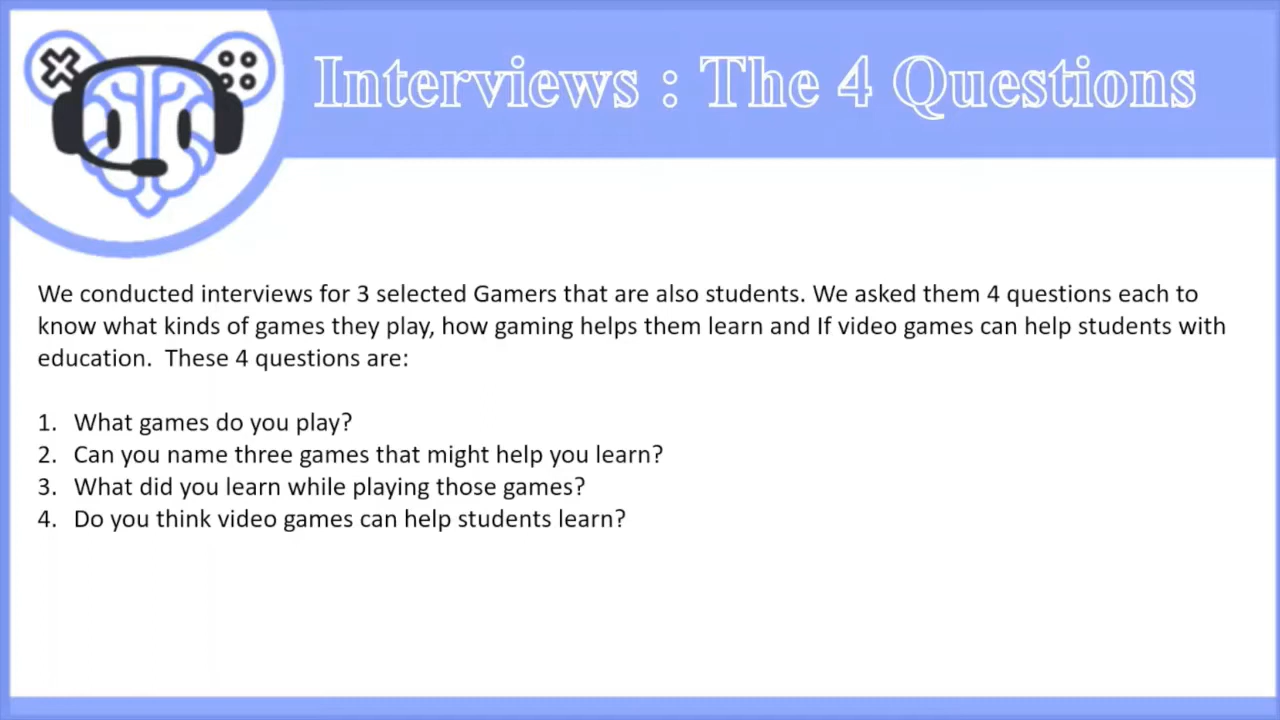 Interviews : The 4 Questions
We conducted interviews for 3 selected Gamers that are also students. We asked them 4 questions each to
know what kinds of games they play, how gaming helps them learn and If video games can help students with
education.  These 4 questions are:
1. What games do you play?
2. Can you name three games that might help you learn?
3. What did you learn while playing those games?
4. Do you think video games can help students learn?